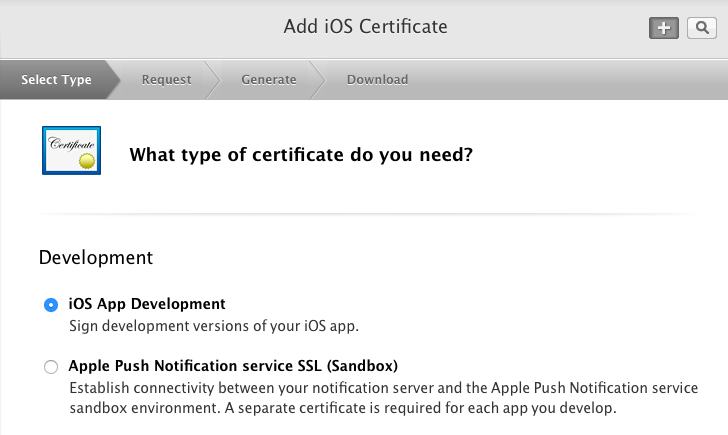 Add iOS Certificate
Select Type Request Generate Download
Certificate
What type of certificate do you need?
Development
iOS App Development
Sign development versions of your iOS app.
Apple Push Notification service SSL (Sandbox)
Establish connectivity between your notification server and the Apple Push Notification service
sandbox environment. A separate certificate is required for each app you develop.